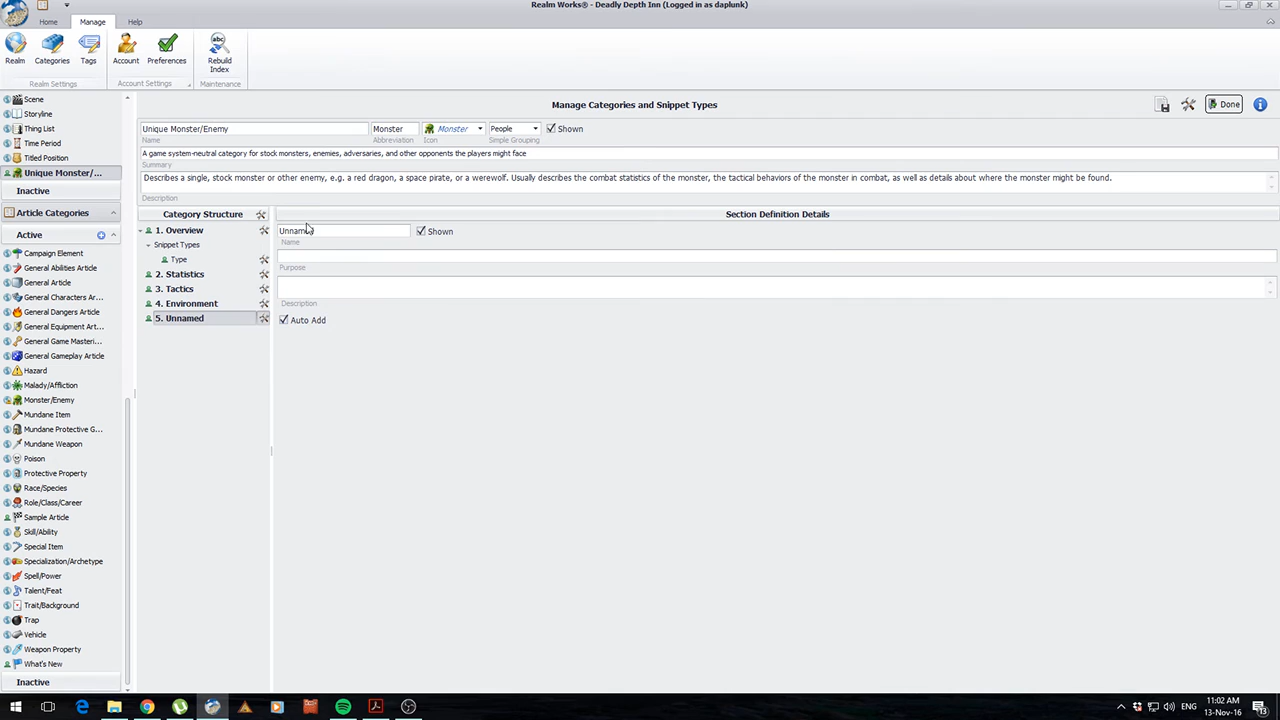 Realm Works® - Deadly Depth Inn (Logged in as daplunk)
Home Manage Help
Realm Categories Tags Account Preferences Rebuild Index
Realm Settings Account Settings Maintenance
Scene
Storyline
Thing List
Time Period
Titled Position
Unique Monster/...
Inactive
Article Categories
Active
Campaign Element
General Abilities Article
General Article
General Characters Ar...
General Dangers Article
General Equipment Art...
General Game Masteri...
General Gameplay Article
Hazard
Malady/Affliction
Monster/Enemy
Mundane Item
Mundane Protective G...
Mundane Weapon
Poison
Protective Property
Race/Species
Role/Class/Career
Sample Article
Skill/Ability
Special Item
Specialization/Archetype
Spell/Power
Talent/Feat
Trait/Background
Trap
Vehicle
Weapon Property
What's New
Inactive
Manage Categories and Snippet Types
Done
Unique Monster/Enemy Monster Monster People Shown
Name Abbreviation Icon Simple Grouping
A game system-neutral category for stock monsters, enemies, adversaries, and other opponents the players might face
Summary
Describes a single, stock monster or other enemy, e.g. a red dragon, a space pirate, or a werewolf. Usually describes the combat statistics of the monster, the tactical behaviors of the monster in combat, as well as details about where the monster might be found.
Description
Category Structure
1. Overview
Snippet Types
Type
2. Statistics
3. Tactics
4. Environment
5. Unnamed
Section Definition Details
Unnamed Shown
Name
Purpose
Description
Auto Add
11:02 AM
ENG
13-Nov-16